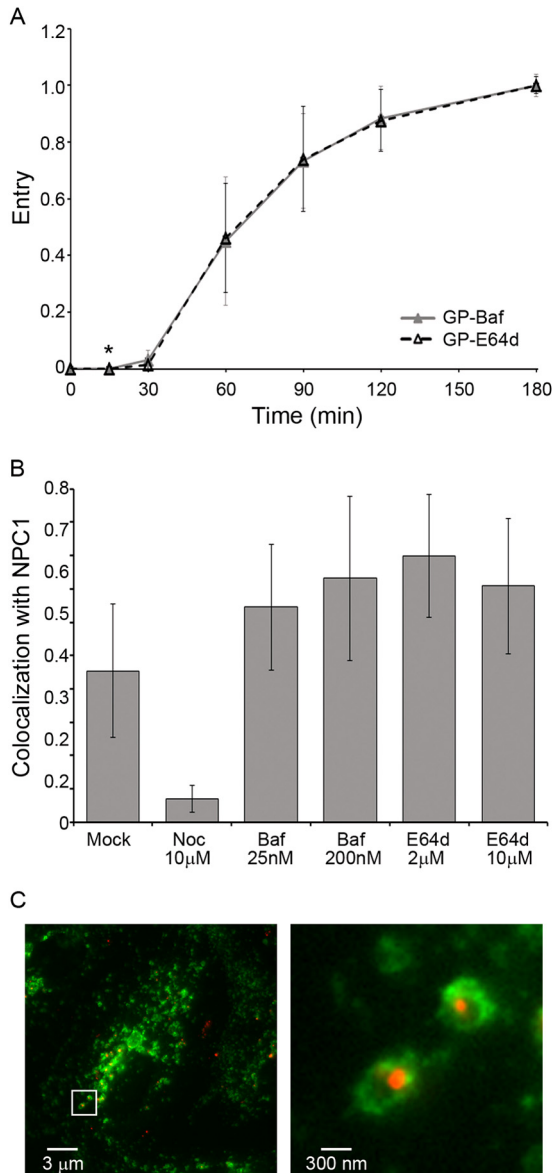 A
1.2
1.0
0.8
0.6
0.4
0.2
0
Entry
*
GP-Baf
GP-E64d
0 30 60 90 120 150 180
Time (min)
B
0.8
0.7
0.6
0.5
0.4
0.3
0.2
0.2
0
Colocalization with NPC1
Mock Noc Baf Baf E64d E64d
10µM 25nM 200nM 2µM 10µM
C
3 µm 300 nm